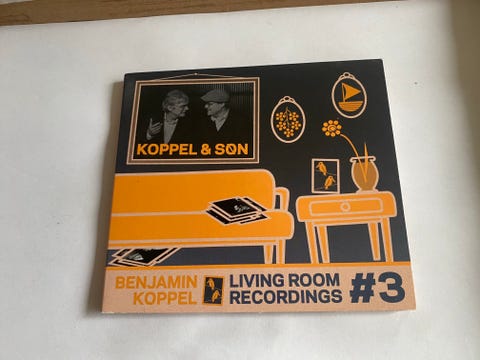 KOPPEL & SØN
BENJAMIN
KOPPEL
LIVING ROOM
RECORDINGS
#3